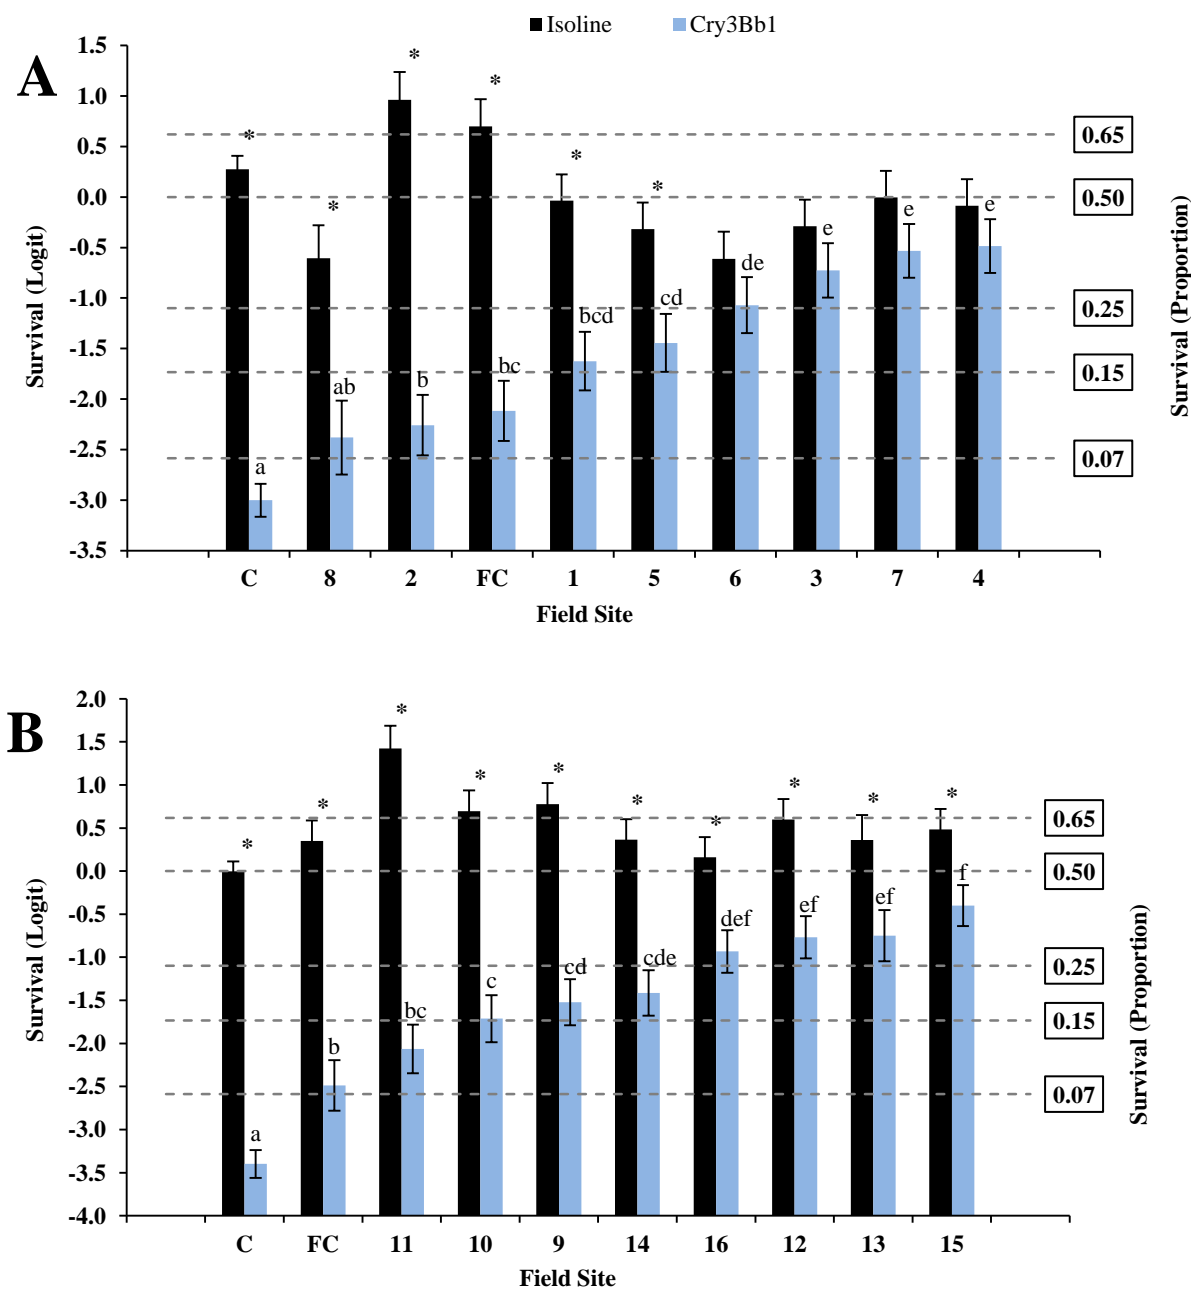 Isoline Cry3Bb1
A
1.5
1.0
0.5
0.0
-0.5
-1.0
-1.5
-2.0
-2.5
-3.0
-3.5
Survival (Logit)
* * * * * *
a ab b bc bcd cd de e e e
0.65
0.50
0.25
0.15
0.07
Survival (Proportion)
C 8 2 FC 1 5 6 3 7 4
Field Site
B
2.0
1.5
1.0
0.5
0.0
-0.5
-1.0
-1.5
-2.0
-2.5
-3.0
-3.5
-4.0
Survival (Logit)
* * * * * * * * * *
a b bc c cd cde def ef ef f
0.65
0.50
0.25
0.15
0.07
Survival (Proportion)
C FC 11 10 9 14 16 12 13 15
Field Site